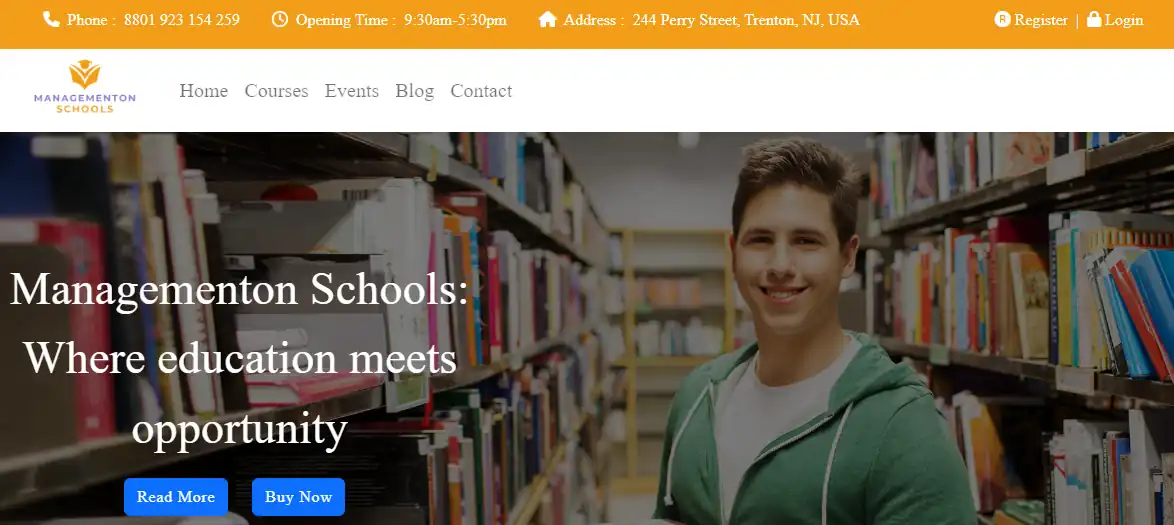 Phone : 8801 923 154 259 Opening Time : 9:30am-5:30pm Address : 244 Perry Street, Trenton, NJ, USA R Register | Login
MANAGEMENTON
SCHOOLS
Home Courses Events Blog Contact
Managementon Schools:
Where education meets
opportunity
Read More Buy Now